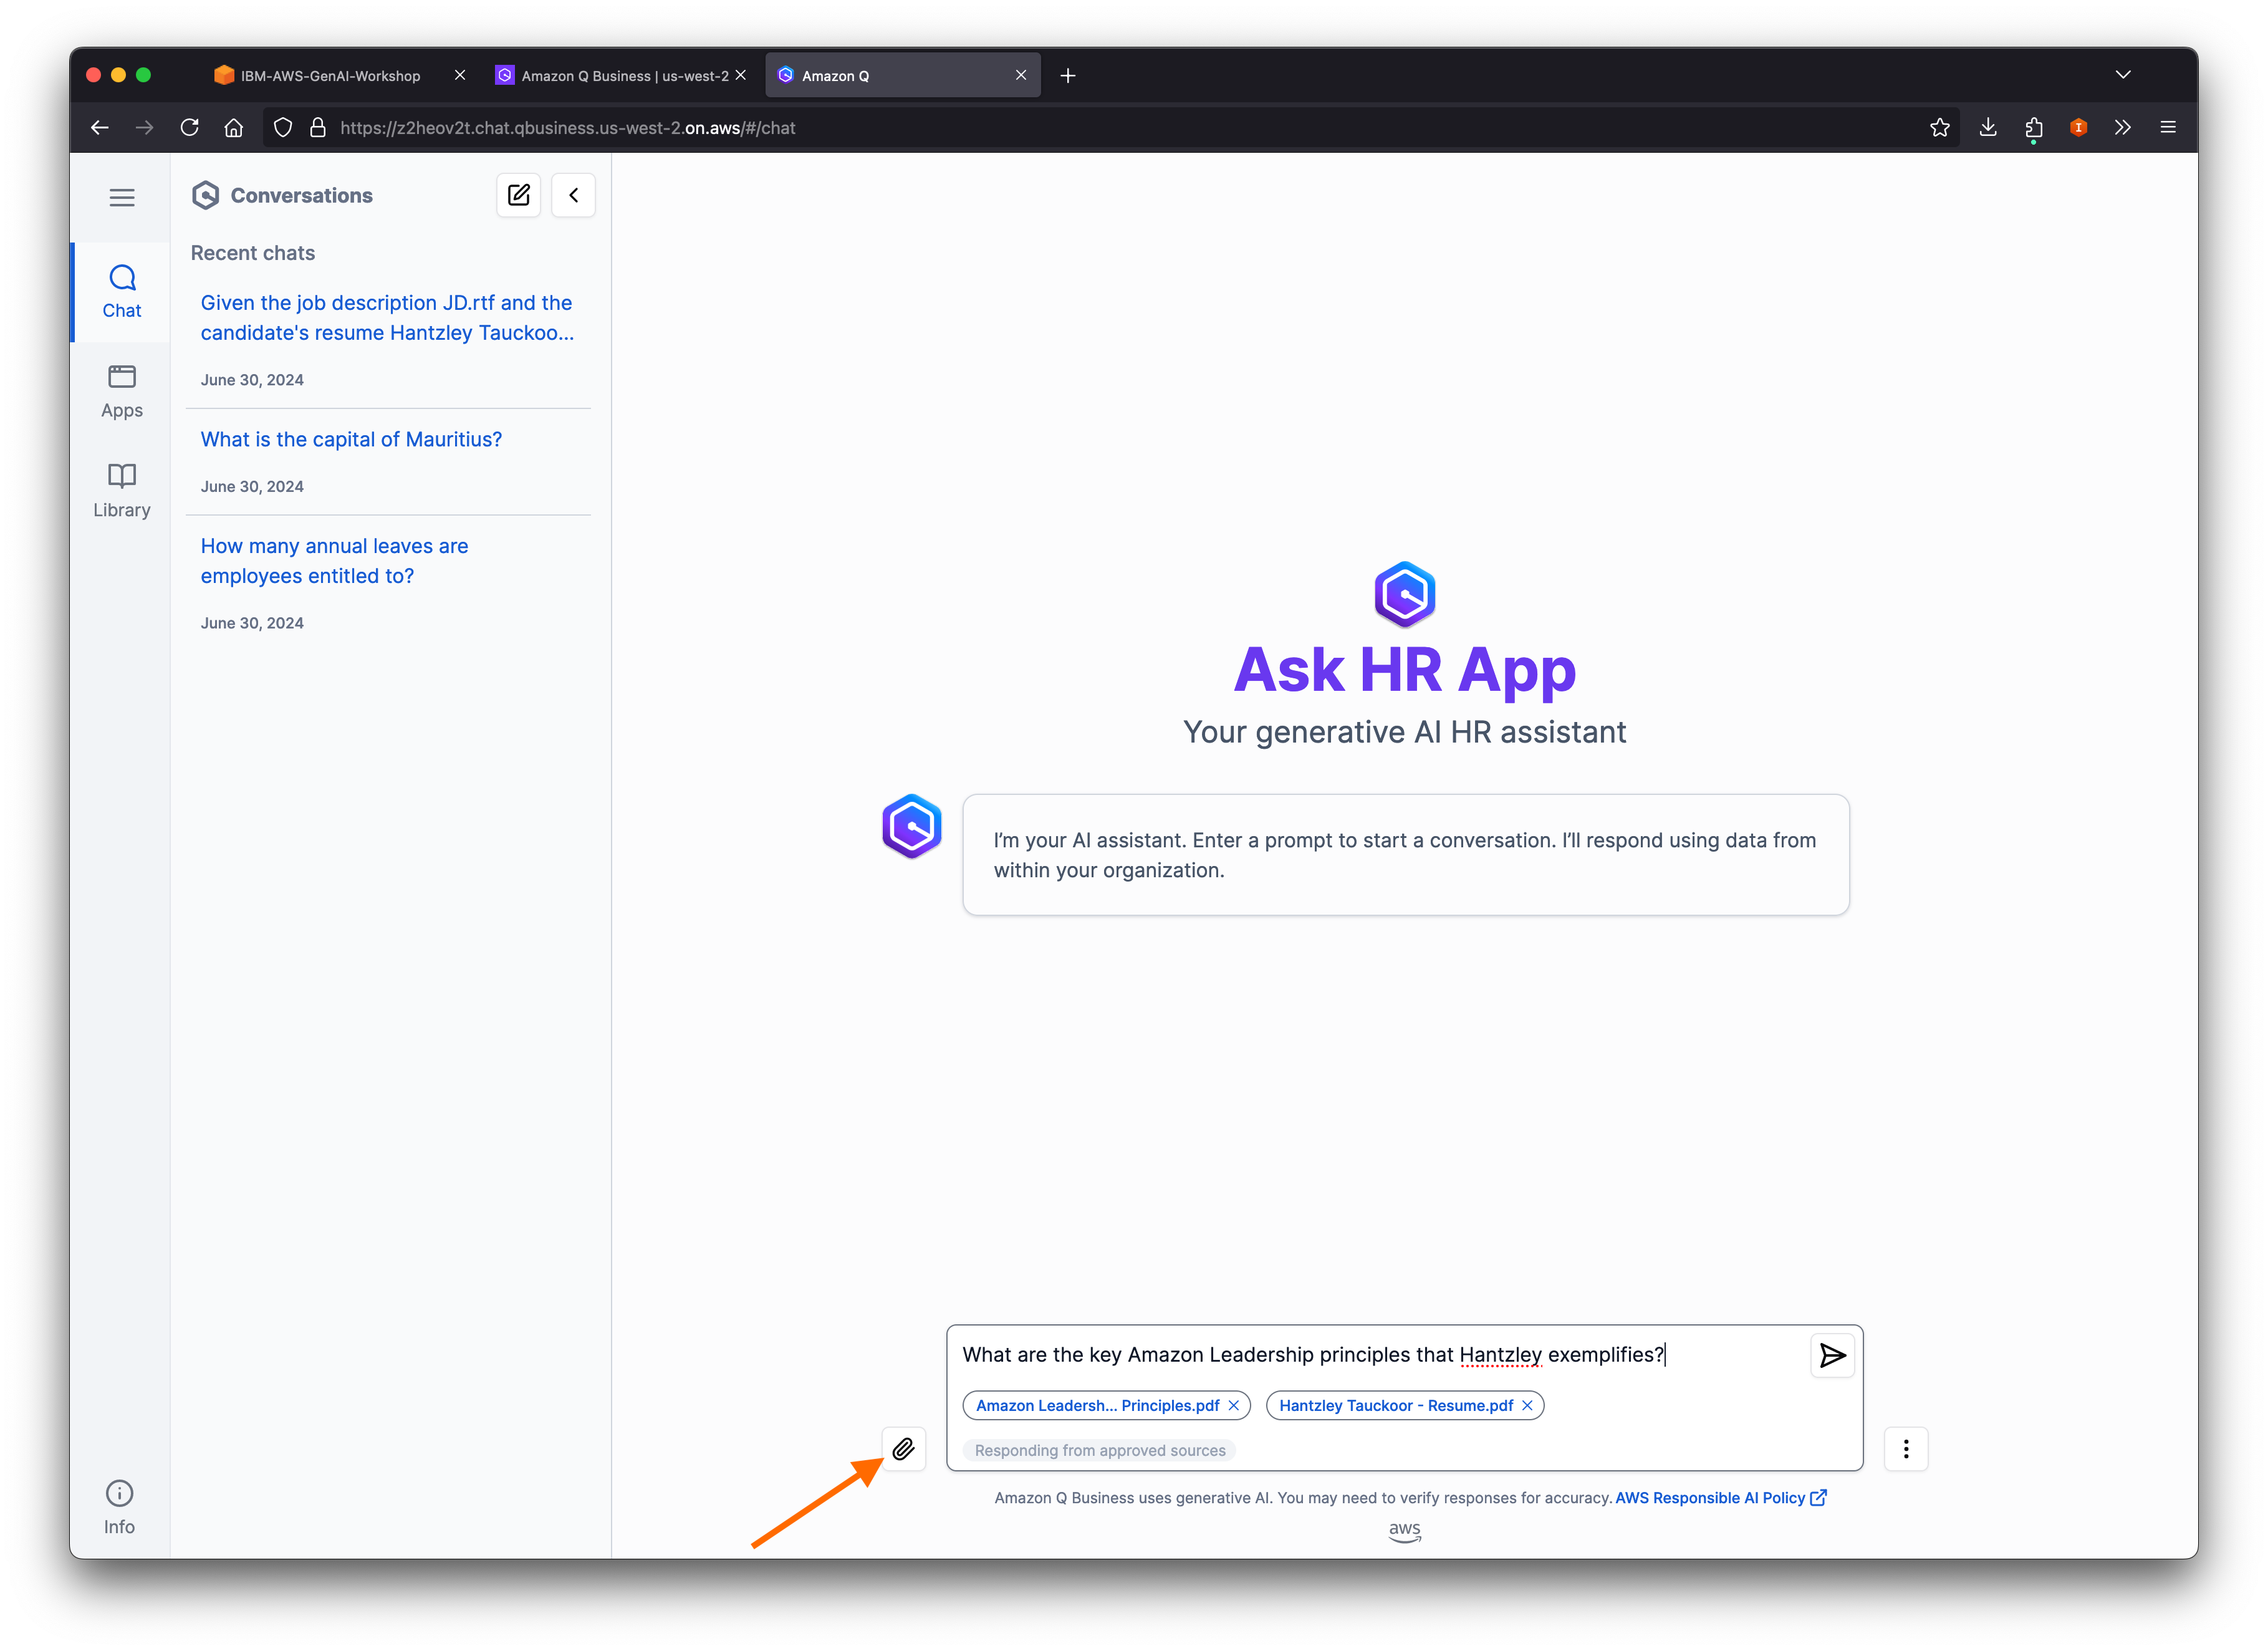 IBM-AWS-GenAI-Workshop
Amazon Q Business | us-west-2
Amazon Q
https://z2heov2t.chat.qbusiness.us-west-2.on.aws/#/chat
Conversations
Recent chats
Given the job description JD.rtf and the
candidate's resume Hantzley Tauckoo...
June 30, 2024
What is the capital of Mauritius?
June 30, 2024
How many annual leaves are
employees entitled to?
June 30, 2024
Chat
Apps
Library
Info
Ask HR App
Your generative AI HR assistant
I'm your AI assistant. Enter a prompt to start a conversation. I'll respond using data from
within your organization.
What are the key Amazon Leadership principles that Hantzley exemplifies?
Amazon Leadersh... Principles.pdf
Hantzley Tauckoor - Resume.pdf
Responding from approved sources
Amazon Q Business uses generative AI. You may need to verify responses for accuracy. AWS Responsible AI Policy
aws